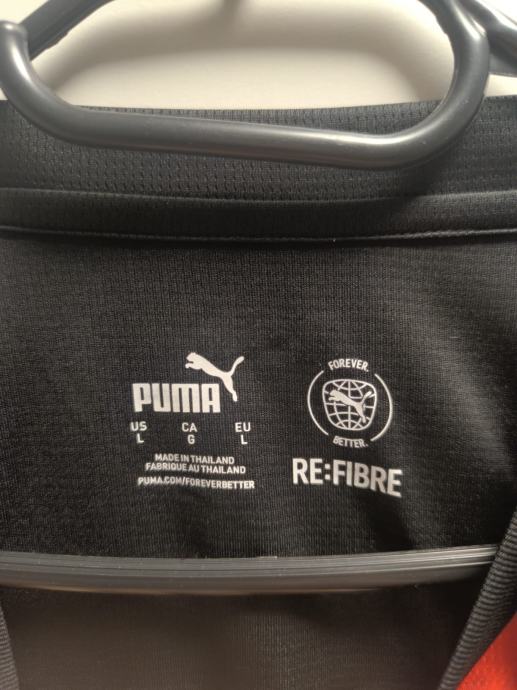 PUMA
US CA EU
L G L
MADE IN THAILAND
FABRIQUE AU THAILAND
PUMA.COM/FOREVERBETTER
FOREVER.
BETTER.
RE:FIBRE